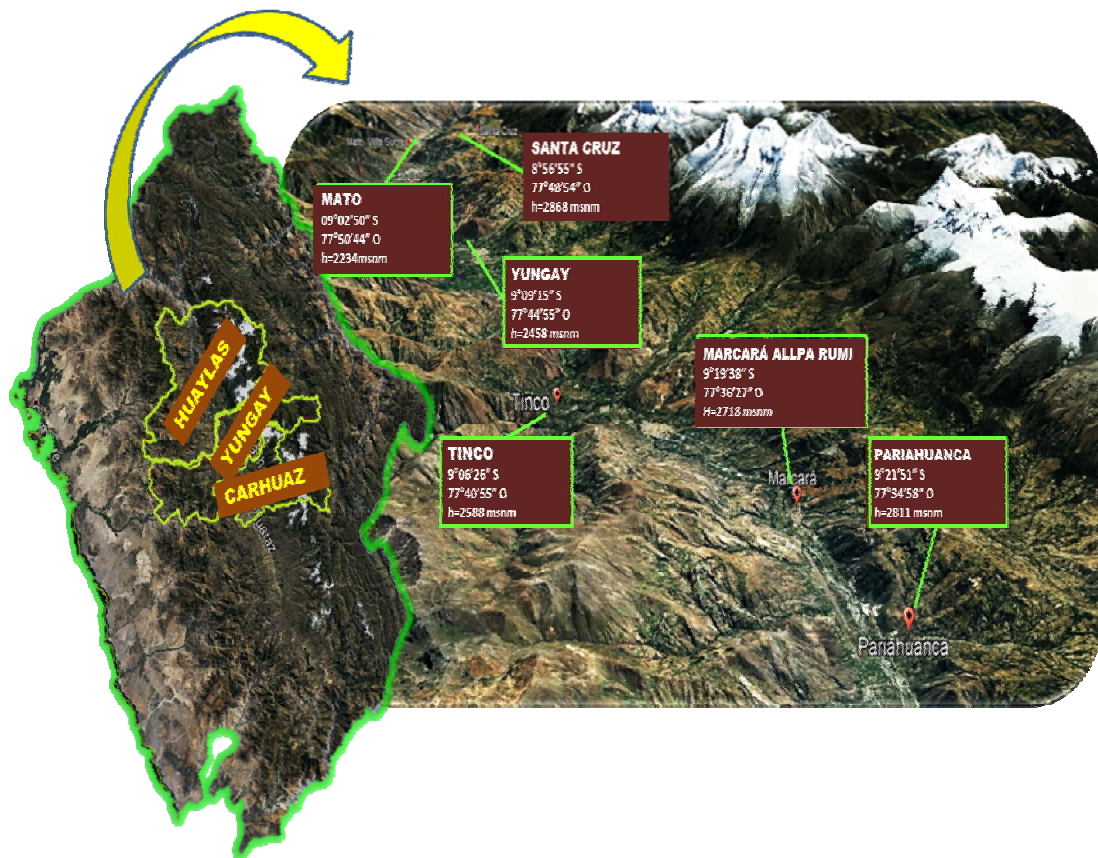 SANTA CRUZ
8°56'55" S
77°48'54" O
h=2868 msnm
Santa Cruz
MATO
09°02'50" S
77°50'44" O
h=2234msnm
YUNGAY
9°09'15" S
77°44'55" O
h=2458 msnm
MARCARÁ ALLPA RUMI
9°19'38" S
77°36'27" O
H=2718 msnm
Tinco
TINCO
9°06'26" S
77°40'55" O
h=2588 msnm
PARIAHUANCA
9°21'51" S
77°34'58" O
h=2811 msnm
Marcara
Pariahuanca
HUAYLAS
YUNGAY
CARHUAZ